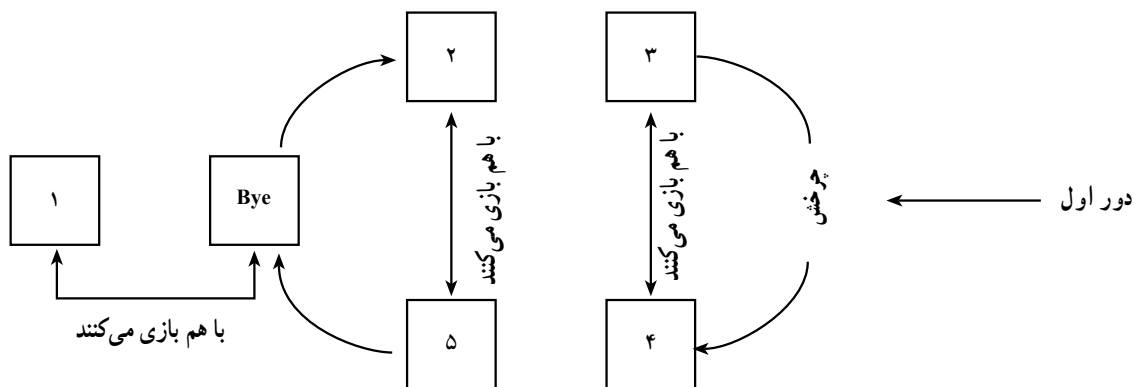 ۲
۳
با هم بازی می‌کنند
با هم بازی می‌کنند
۱
Bye
چرخش
دور اول
با هم بازی می‌کنند
۵
۴